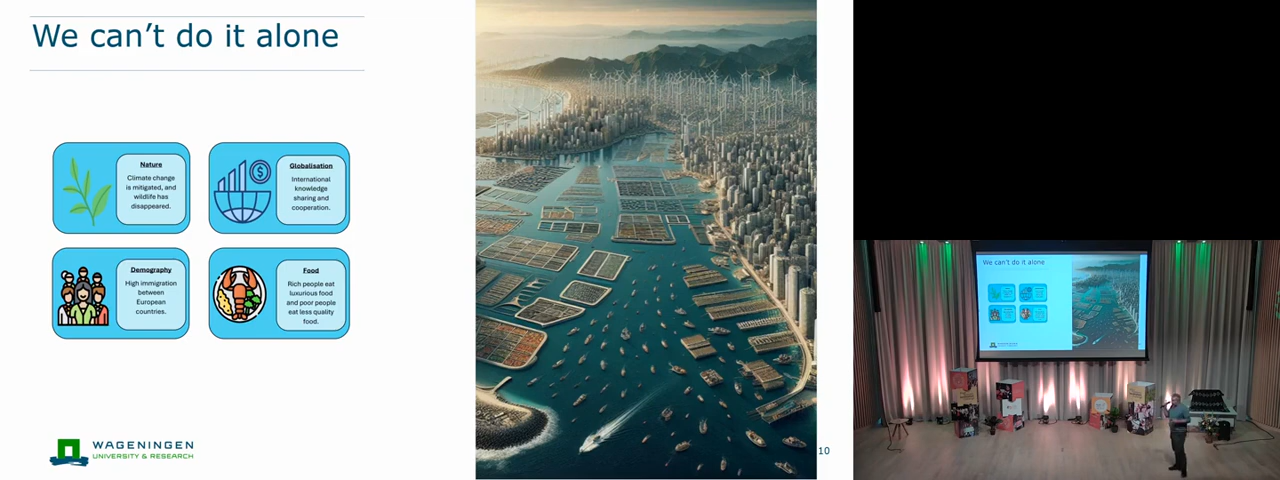 We can't do it alone
Nature
Climate change
is mitigated, and
wildlife has
disappeared.
Globalisation
International
knowledge
sharing and
cooperation.
Demography
High immigration
between
European
countries.
Food
Rich people eat
luxurious food
and poor people
eat less quality
food.
WAGENINGEN
UNIVERSITY & RESEARCH
10
We can't do it alone